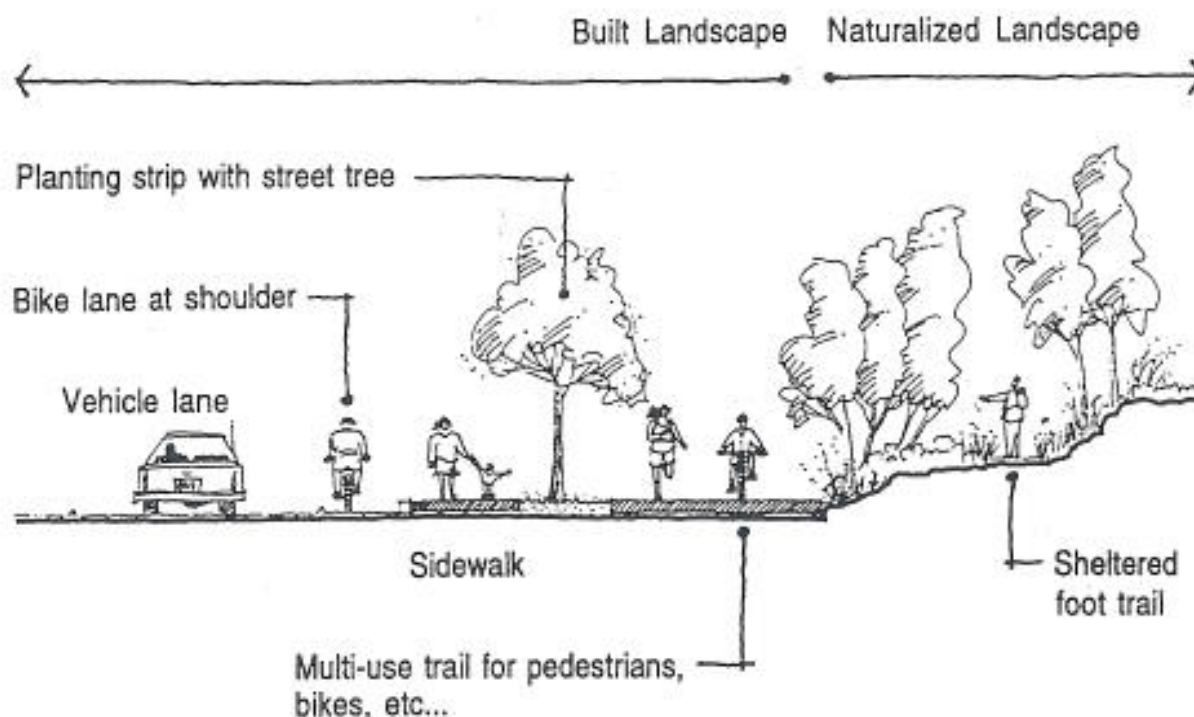 Built Landscape
Naturalized Landscape
Planting strip with street tree
Bike lane at shoulder
Vehicle lane
Sidewalk
Sheltered
foot trail
Multi-use trail for pedestrians,
bikes, etc...